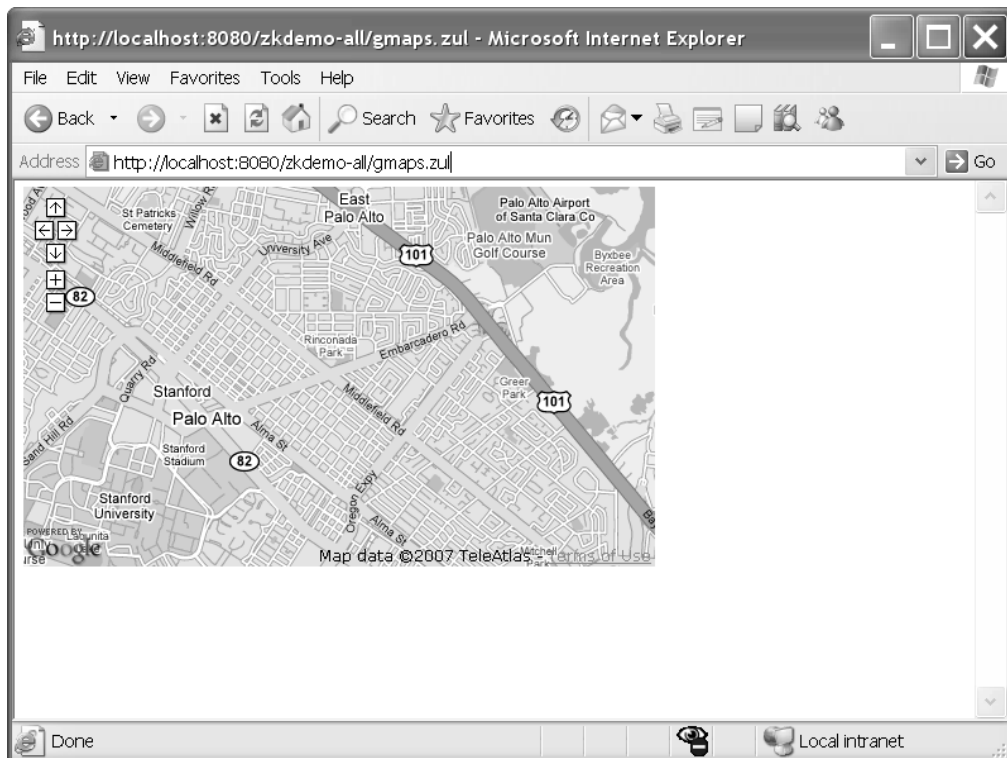 http://localhost:8080/zkdemo-all/gmaps.zul - Microsoft Internet Explorer
File Edit View Favorites Tools Help
Back Search Favorites
Address http://localhost:8080/zkdemo-all/gmaps.zul Go
St Patricks
Cemetery
Willow Rd
East
Palo Alto
Palo Alto Airport
of Santa Clara Co
Palo Alto Mun
Golf Course
Byxbee
Recreation
Area
University Ave
101
Middlefield Rd
82
Rinconada
Park
Embarcadero Rd
Quarry Rd
Greer
Park
101
Stanford
Palo Alto
Middlefield Rd
Sand Hill Rd
Alma St
Stanford
Stadium
82
Stanford
University
Oregon Expy
Alma St
POWERED BY
Google
Lagunita
Mitchell
Park
Map data ©2007 TeleAtlas - Terms of Use
Done Local intranet